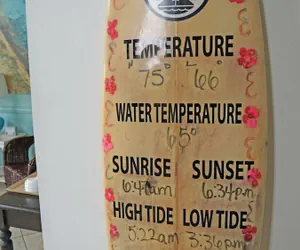 TEMPERATURE
H L
75° 66°
WATER TEMPERATURE
65°
SUNRISE SUNSET
6:47am 6:34pm
HIGH TIDE LOW TIDE
5:22am 3:36pm